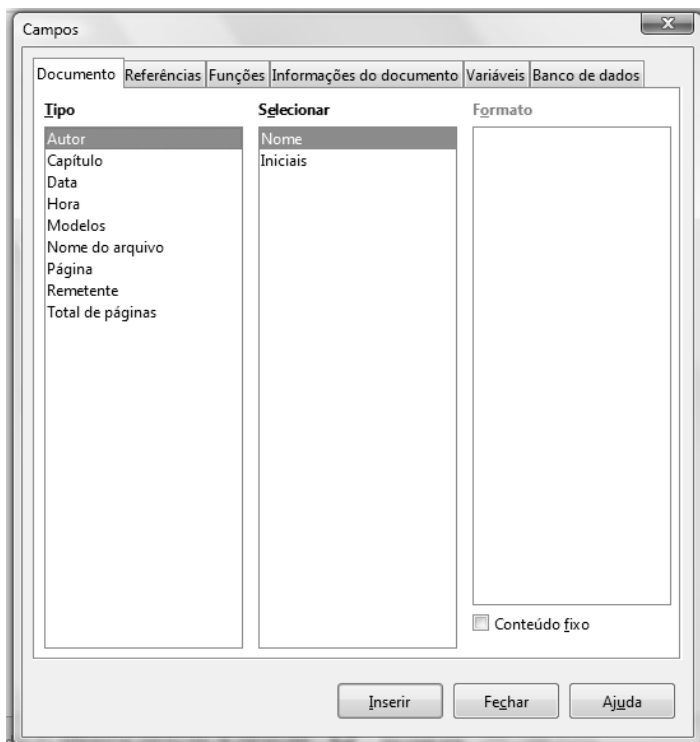 Campos
Documento Referências Funções Informações do documento Variáveis Banco de dados
Tipo Selecionar Formato
Autor Nome
Capítulo Iniciais
Data
Hora
Modelos
Nome do arquivo
Página
Remetente
Total de páginas
Conteúdo fixo
Inserir Fechar Ajuda